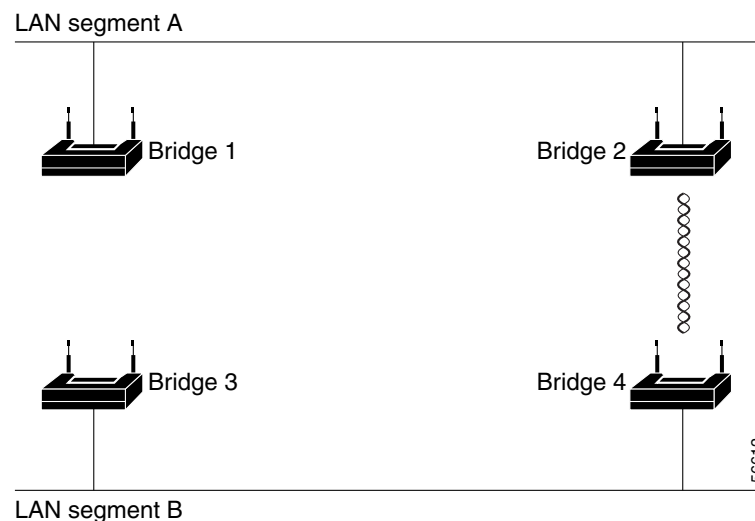 LAN segment A
Bridge 1
Bridge 2
Bridge 3
Bridge 4
LAN segment B